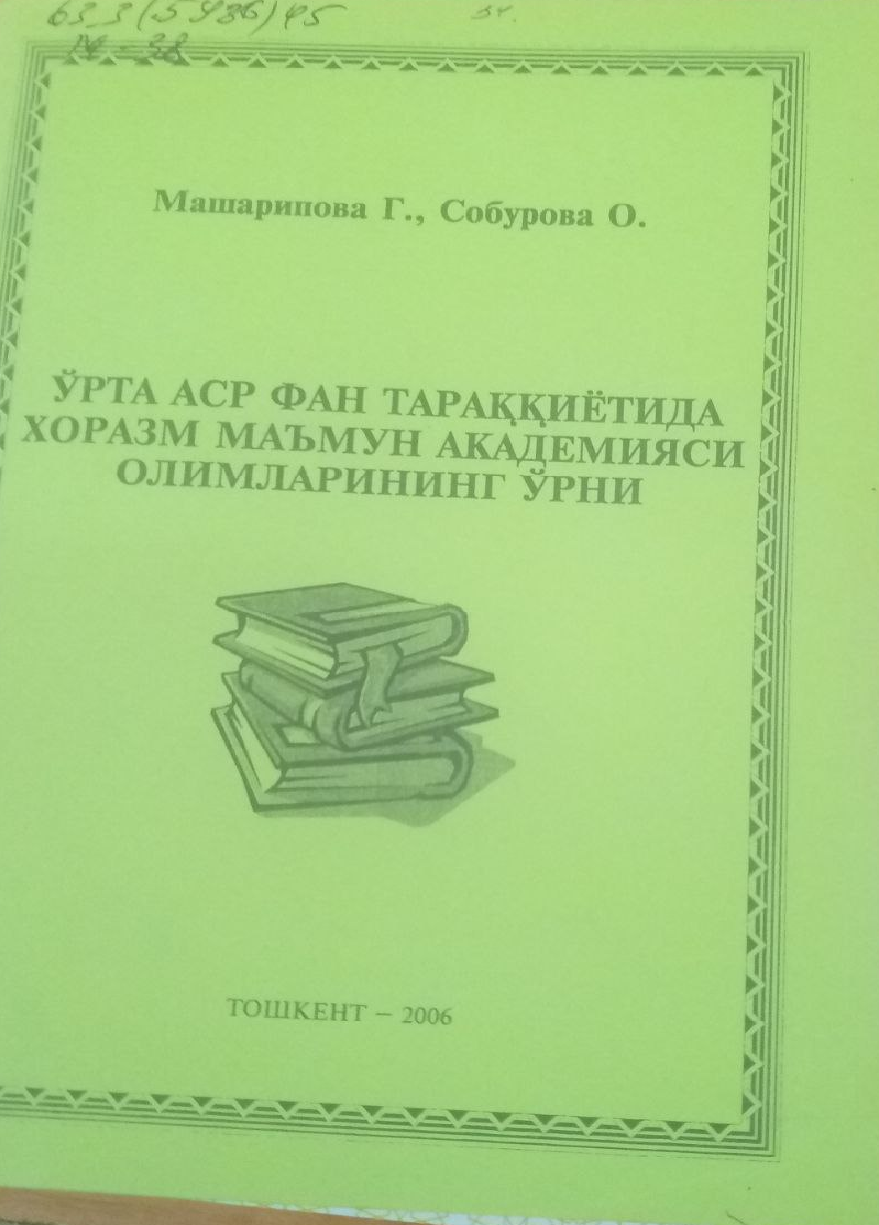 Машарипова Г., Собурова О.
ЎРТА АСР ФАН ТАРАҚҚИЁТИДА
ХОРАЗМ МАЪМУН АКАДЕМИЯСИ
ОЛИМЛАРИНИНГ ЎРНИ
ТОШКЕНТ – 2006